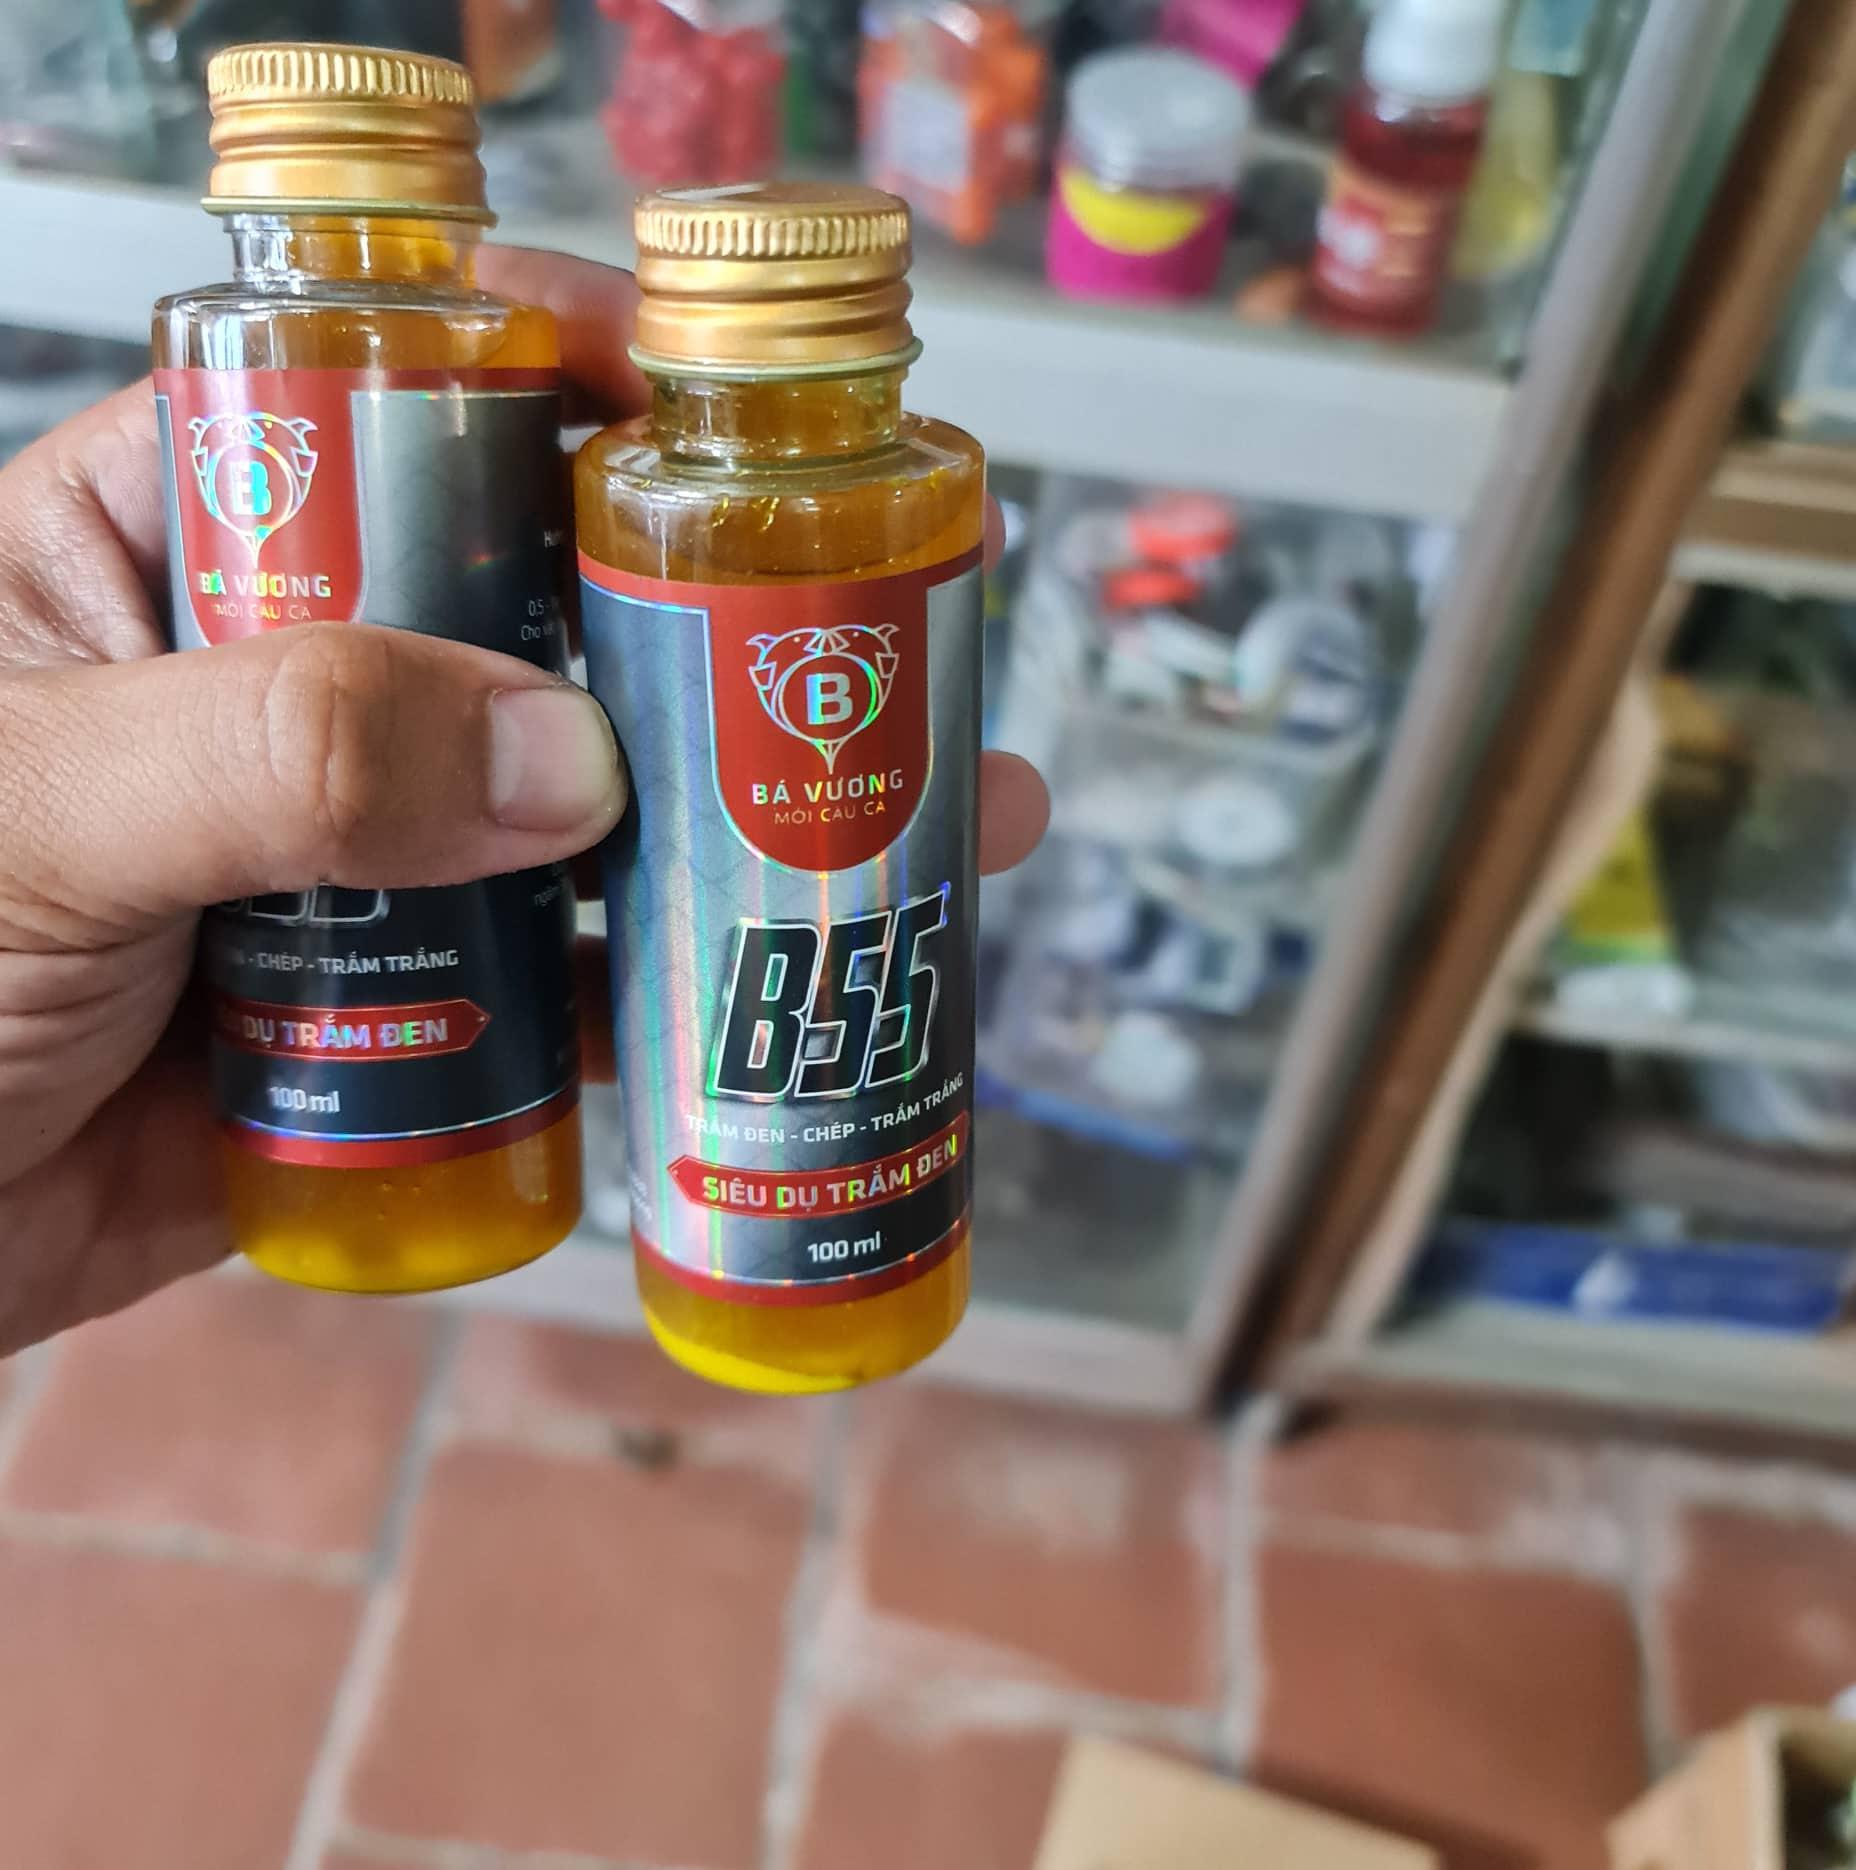 B
BÁ VƯƠNG
MỒI CÂU CÁ
- CHÉP - TRẮM TRẮNG
DỤ TRẮM ĐEN
100 ml
B
BÁ VƯƠNG
MỒI CÂU CÁ
B55
TRẮM ĐEN - CHÉP - TRẮM TRẮNG
SIÊU DỤ TRẮM ĐEN
100 ml